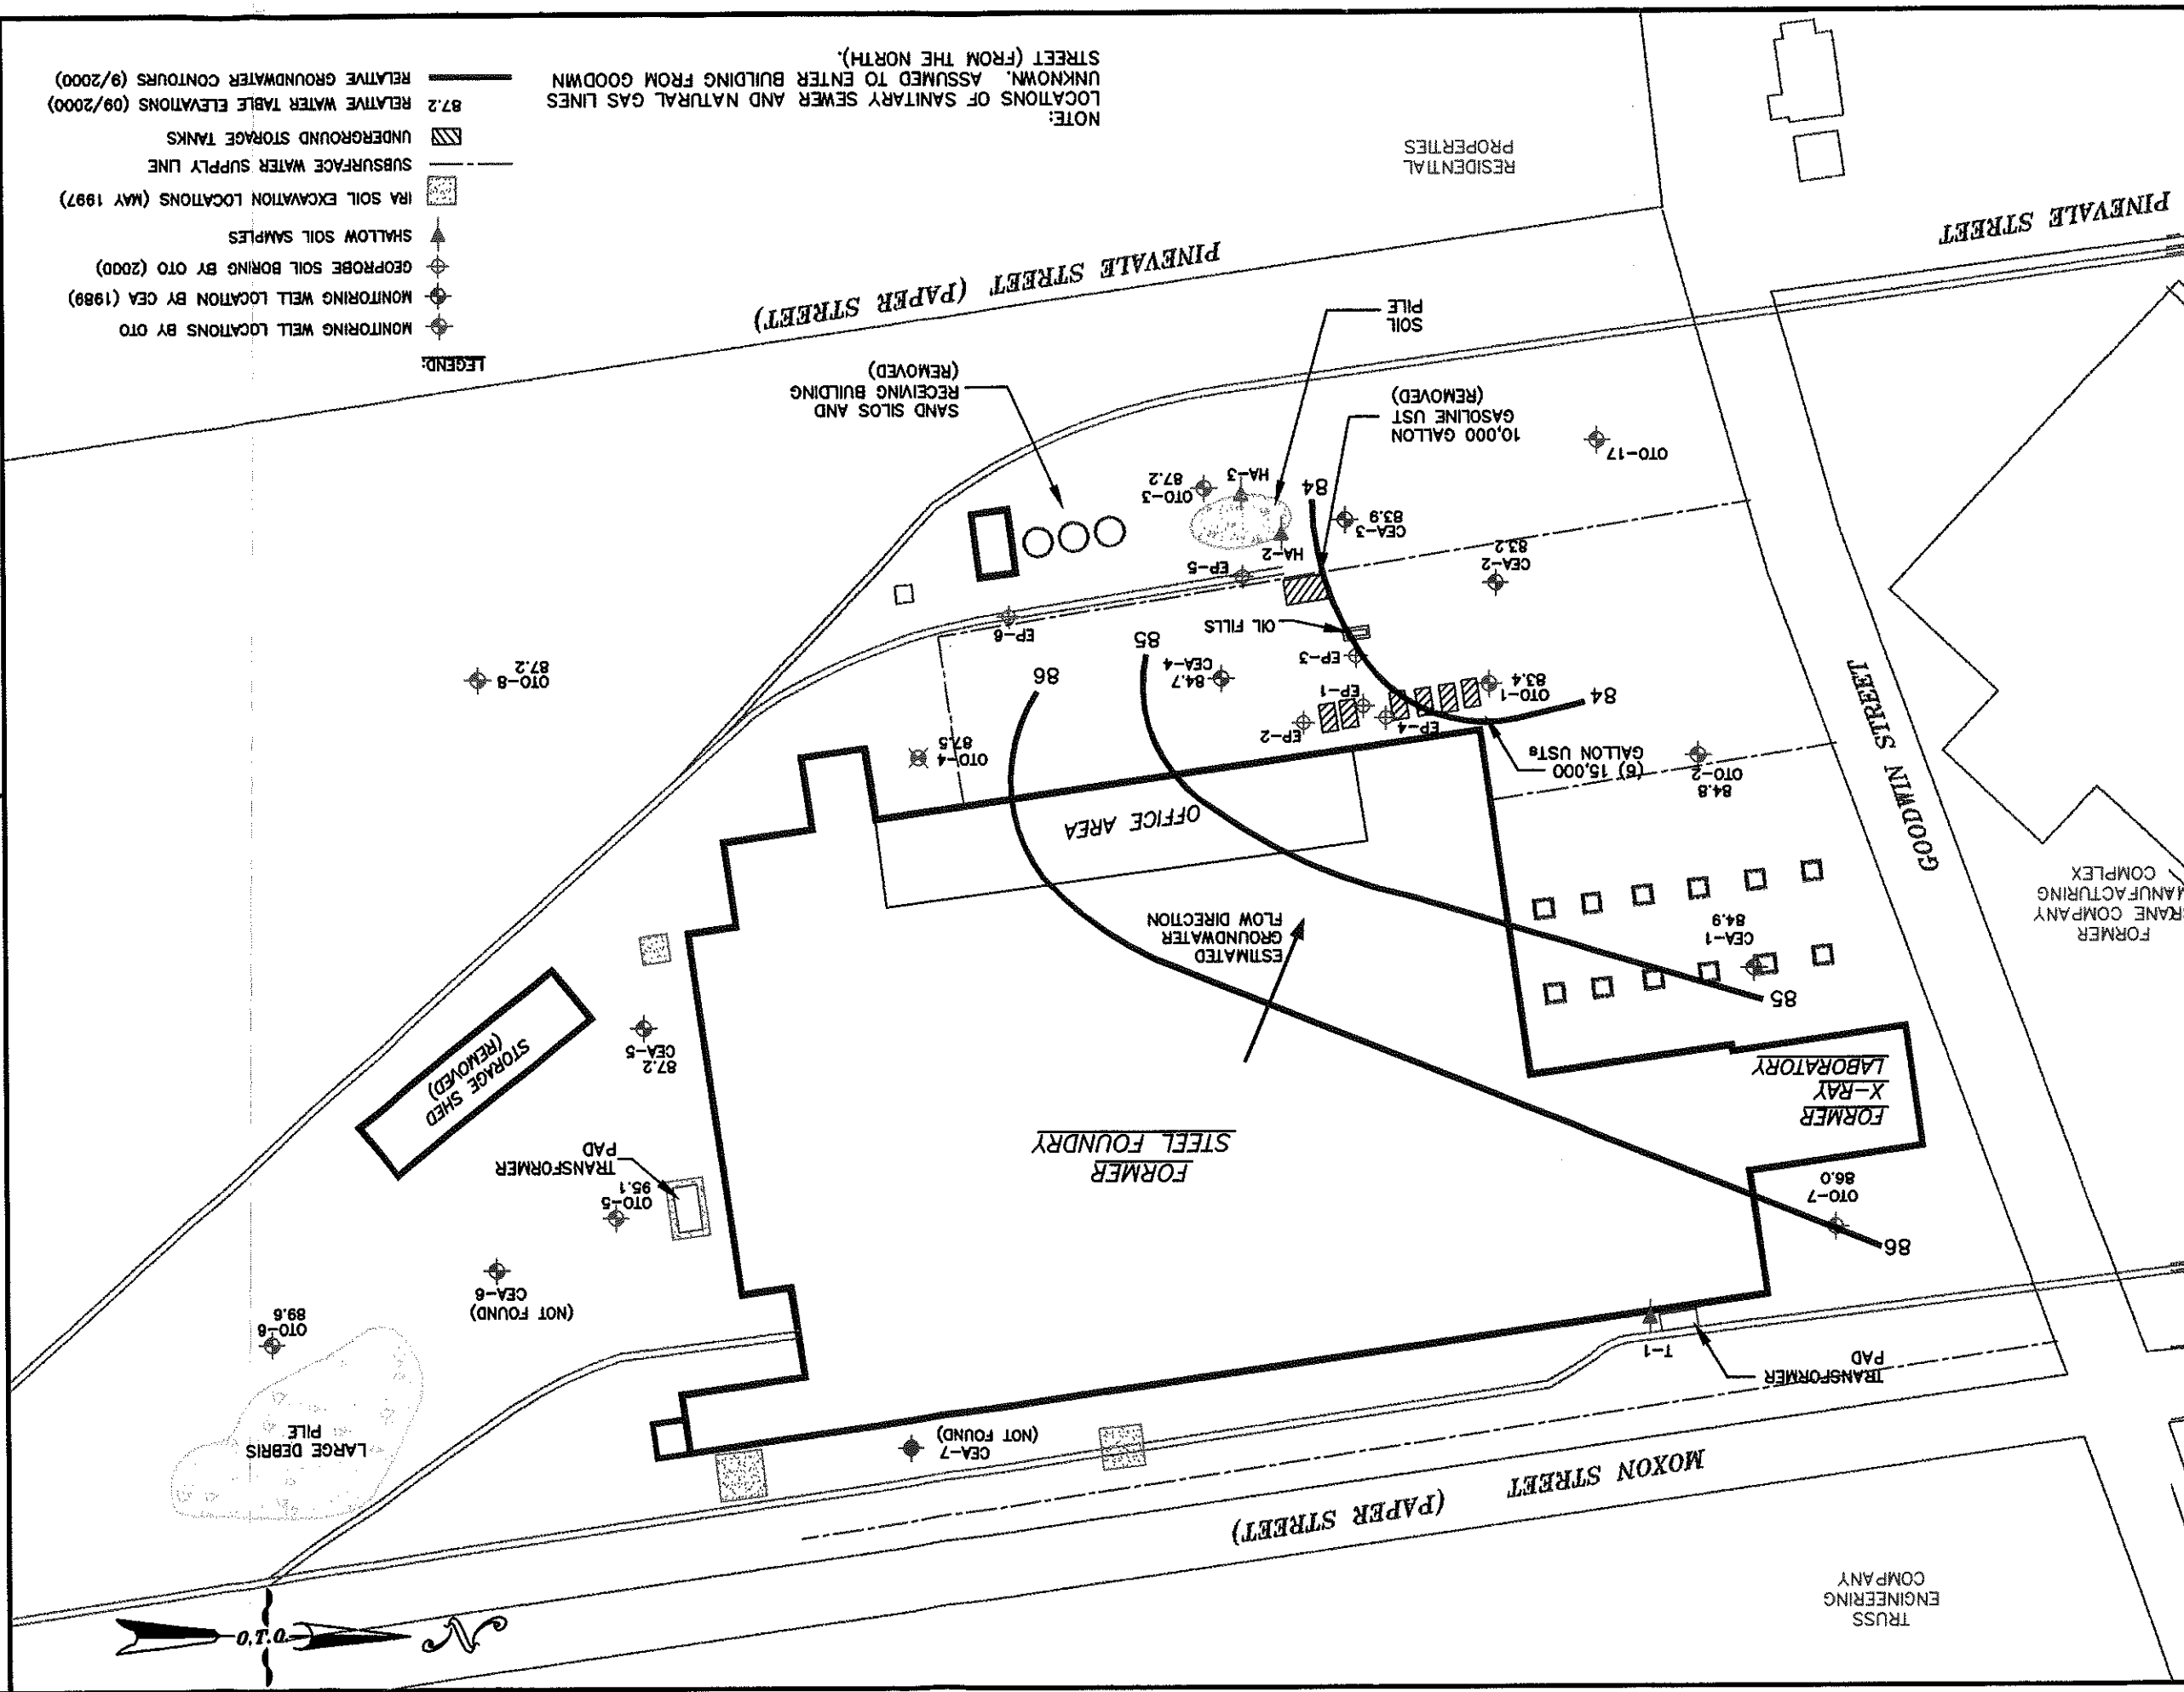 TRUSS
ENGINEERING
COMPANY
MOXON STREET (PAPER STREET)
N
O.T.O.
TRANSFORMER
PAD
T-1
CEA-7
(NOT FOUND)
LARGE DEBRIS
PILE
OTO-6
89.6
(NOT FOUND)
CEA-6
86
OTO-7
86.0
FORMER
STEEL FOUNDRY
OTO-5
95.1
TRANSFORMER
PAD
FORMER
X-RAY
LABORATORY
STORAGE SHED
(REMOVED)
87.2
CEA-5
85
CEA-1
84.9
ESTIMATED
GROUNDWATER
FLOW DIRECTION
FORMER
CRANE COMPANY
MANUFACTURING
COMPLEX
GOODWIN STREET
OFFICE AREA
OTO-2
84.8
(6) 15,000
GALLON USTs
84
OTO-1
83.4
EP-4
EP-1
EP-2
EP-3
OIL FILLS
84.7
CEA-4
85
86
OTO-4
87.5
OTO-8
87.2
EP-6
EP-5
CEA-2
83.2
CEA-3
83.9
84
HA-2
HA-3
OTO-3
87.2
OTO-17
10,000 GALLON
GASOLINE UST
(REMOVED)
SAND SILOS AND
RECEIVING BUILDING
(REMOVED)
SOIL
PILE
PINEVALE STREET (PAPER STREET)
PINEVALE STREET
RESIDENTIAL
PROPERTIES
LEGEND:
MONITORING WELL LOCATIONS BY OTO
MONITORING WELL LOCATION BY CEA (1989)
GEOPROBE SOIL BORING BY OTO (2000)
SHALLOW SOIL SAMPLES
IRA SOIL EXCAVATION LOCATIONS (MAY 1997)
SUBSURFACE WATER SUPPLY LINE
UNDERGROUND STORAGE TANKS
87.2 RELATIVE WATER TABLE ELEVATIONS (09/2000)
RELATIVE GROUNDWATER CONTOURS (9/2000)
NOTE:
LOCATIONS OF SANITARY SEWER AND NATURAL GAS LINES
UNKNOWN. ASSUMED TO ENTER BUILDING FROM GOODWIN
STREET (FROM THE NORTH).